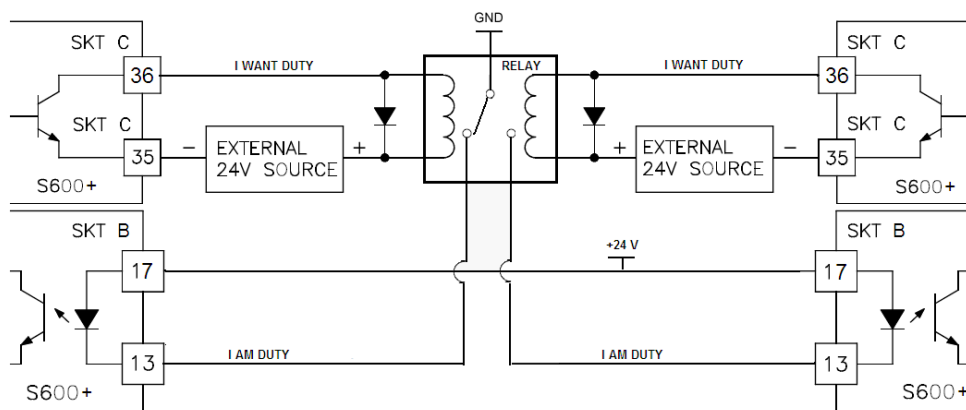 GND
SKT C
SKT C
36
I WANT DUTY
RELAY
I WANT DUTY
36
SKT C
SKT C
35
−
EXTERNAL
24V SOURCE
+
+
EXTERNAL
24V SOURCE
−
35
S600+
S600+
SKT B
SKT B
+24 V
17
17
I AM DUTY
I AM DUTY
13
13
S600+
S600+